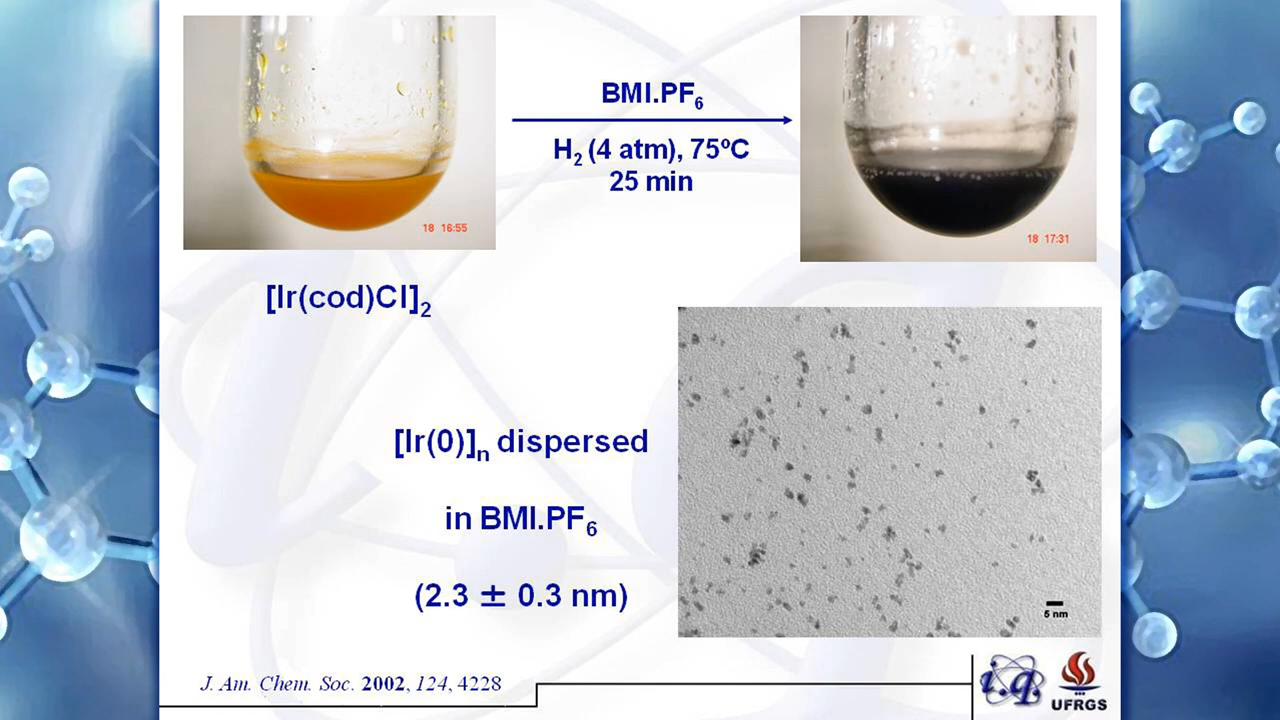 18 16:55
BMI.PF₆
H₂ (4 atm), 75ºC
25 min
18 17:31
[Ir(cod)Cl]₂
[Ir(0)]ₙ dispersed
in BMI.PF₆
(2.3 ± 0.3 nm)
5 nm
J. Am. Chem. Soc. 2002, 124, 4228
i.q.
UFRGS